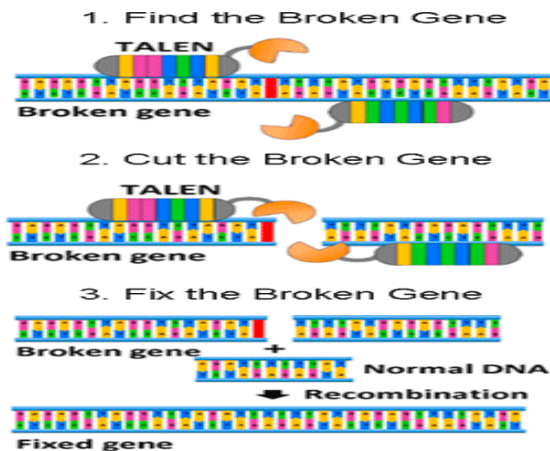 1. Find the Broken Gene
TALEN
Broken gene
2. Cut the Broken Gene
TALEN
Broken gene
3. Fix the Broken Gene
Broken gene
+
Normal DNA
Recombination
Fixed gene